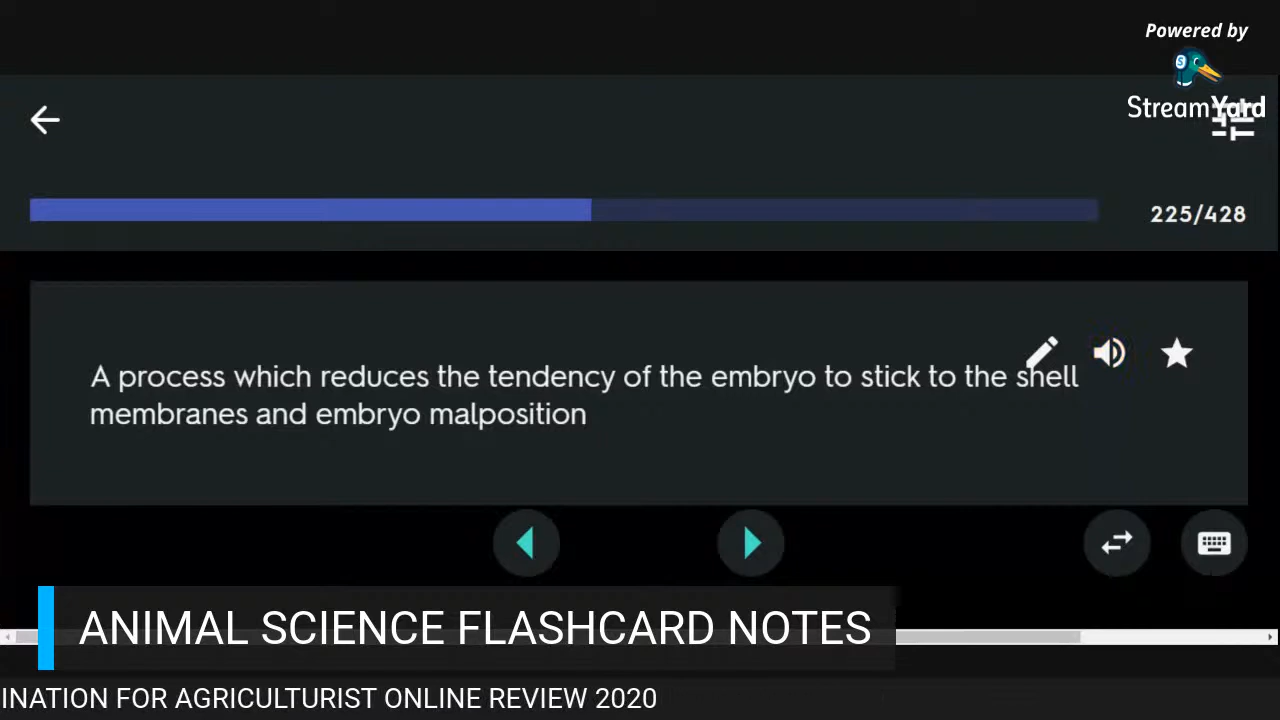 Powered by
StreamYard
225/428
A process which reduces the tendency of the embryo to stick to the shell
membranes and embryo malposition
ANIMAL SCIENCE FLASHCARD NOTES
INATION FOR AGRICULTURIST ONLINE REVIEW 2020